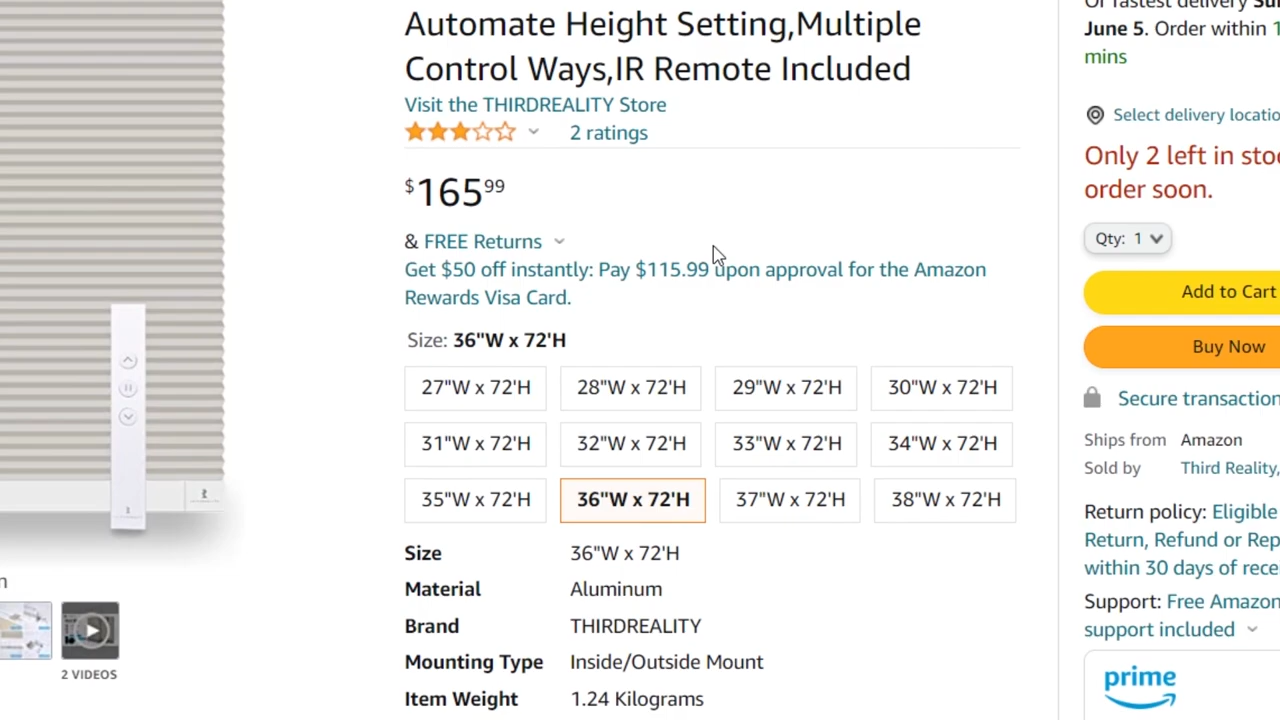 Or fastest delivery
Automate Height Setting,Multiple
Control Ways,IR Remote Included
June 5. Order within
mins
Visit the THIRDREALITY Store
2 ratings
Select delivery
Only 2 left in
order soon.
$165 99
& FREE Returns
Get $50 off instantly: Pay $115.99 upon approval for the Amazon
Rewards Visa Card.
Qty: 1
Add to Cart
Buy Now
Size: 36"W x 72'H
27"W x 72'H 28"W x 72'H 29"W x 72'H 30"W x 72'H
31"W x 72'H 32"W x 72'H 33"W x 72'H 34"W x 72'H
35"W x 72'H 36"W x 72'H 37"W x 72'H 38"W x 72'H
Secure transaction
Ships from Amazon
Sold by Third Reality,
Size 36"W x 72'H
Material Aluminum
Brand THIRDREALITY
Mounting Type Inside/Outside Mount
Item Weight 1.24 Kilograms
Return policy: Eligible
Return, Refund or
within 30 days of
Support: Free Amazon
support included
prime
2 VIDEOS